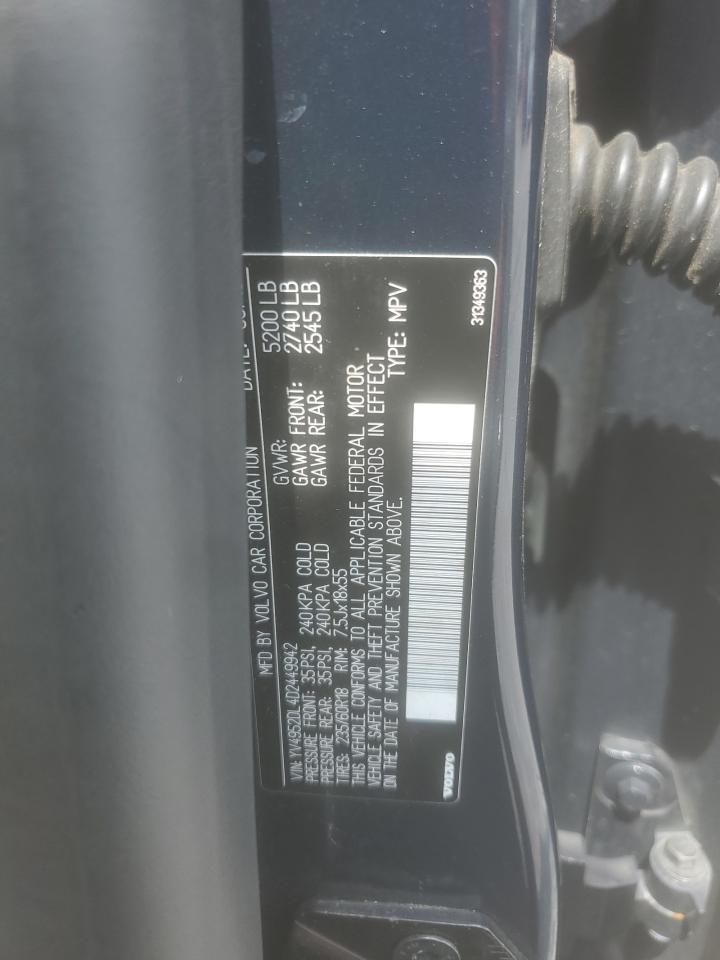 MFD BY VOLVO CAR CORPORATION DATE:
GVWR: 5200 LB
VIN: YV4952DL4D2449942 GAWR FRONT: 2740 LB
PRESSURE FRONT: 35PSI, 240KPA COLD GAWR REAR: 2545 LB
PRESSURE REAR: 35PSI, 240KPA COLD
TIRES: 235/60R18 RIM: 7.5Jx18x55
THIS VEHICLE CONFORMS TO ALL APPLICABLE FEDERAL MOTOR
VEHICLE SAFETY AND THEFT PREVENTION STANDARDS IN EFFECT
ON THE DATE OF MANUFACTURE SHOWN ABOVE. TYPE: MPV
VOLVO 31349363